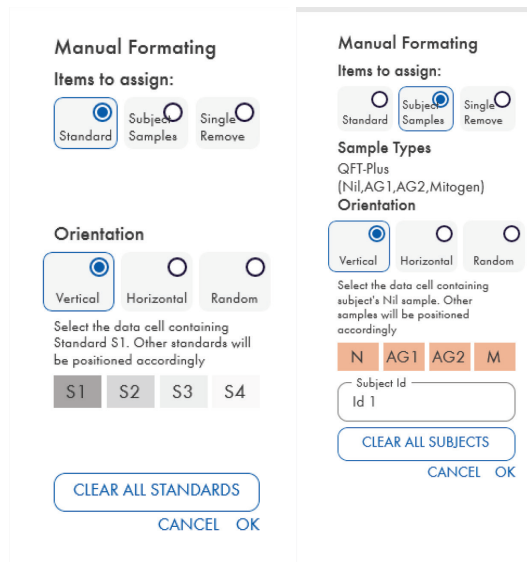 Manual Formating
Items to assign:
Standard
Subject
Samples
Single
Remove
Orientation
Vertical
Horizontal
Random
Select the data cell containing
Standard S1. Other standards will
be positioned accordingly
S1 S2 S3 S4
CLEAR ALL STANDARDS
CANCEL OK
Manual Formating
Items to assign:
Standard
Subject
Samples
Single
Remove
Sample Types
QFT-Plus
(Nil,AG1,AG2,Mitogen)
Orientation
Vertical
Horizontal
Random
Select the data cell containing
subject's Nil sample. Other
samples will be positioned
accordingly
N AG1 AG2 M
Subject Id
Id 1
CLEAR ALL SUBJECTS
CANCEL OK